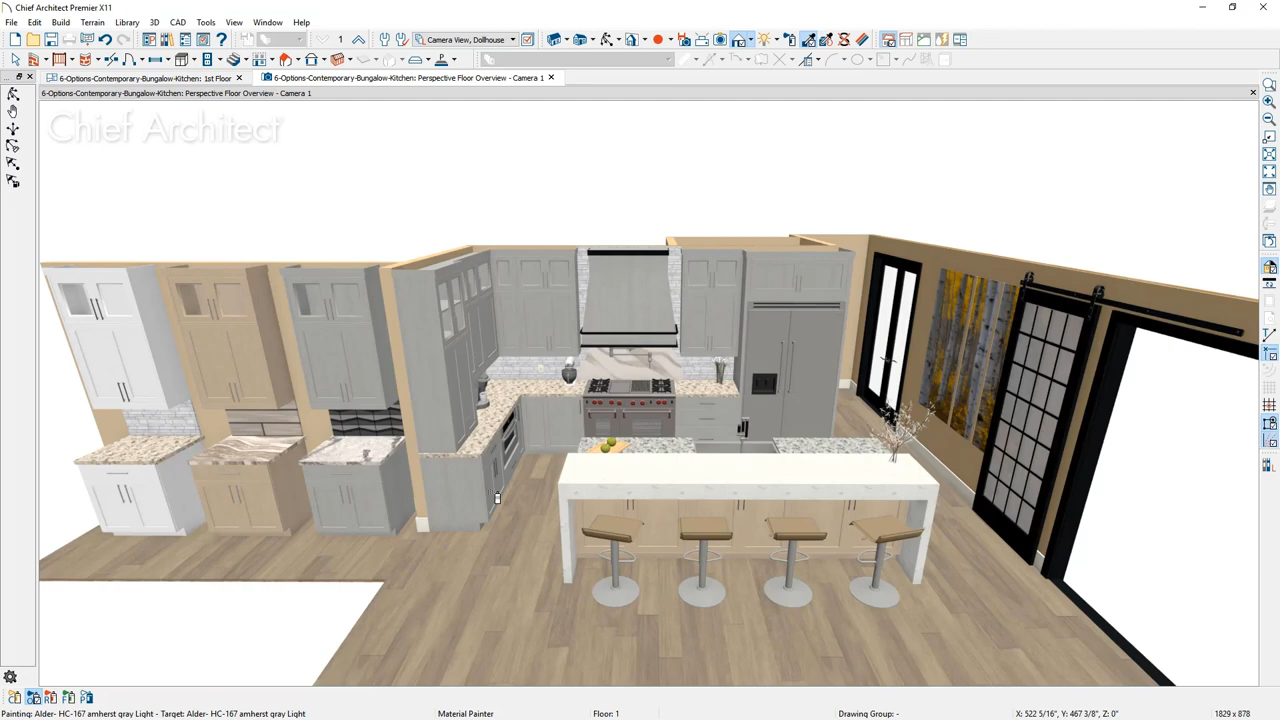 Chief Architect Premier X11
File Edit Build Terrain Library 3D CAD Tools View Window Help
1 Camera View, Dollhouse
6-Options-Contemporary-Bungalow-Kitchen: 1st Floor 6-Options-Contemporary-Bungalow-Kitchen: Perspective Floor Overview - Camera 1
6-Options-Contemporary-Bungalow-Kitchen: Perspective Floor Overview - Camera 1
Chief Architect
Painting: Alder- HC-167 amherst gray Light - Target: Alder- HC-167 amherst gray Light Material Painter Floor: 1 Drawing Group: - X: 522 5/16", Y: 467 3/8", Z: 0" 1829 x 878